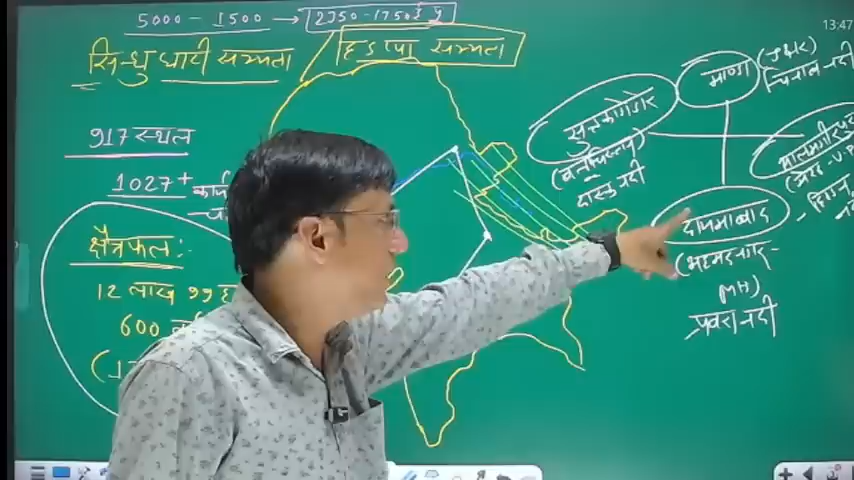 5000 - 1500 → 2350-1750 ई पू
सिन्धु घाटी सभ्यता
हड़प्पा सभ्यता
13:47
917 स्थल
1027+
क्षेत्रफल:-
12 लाख 99 ह
600 व
माण्डा
चिनाब नदी
सुत्कागेंडोर
(बलूचिस्तान)
दाश्क नदी
आलमगीरपुर
(मेरठ-U.P
- हिण्डन
दायमाबाद
(अहमदनगर-
MH)
प्रवरा नदी